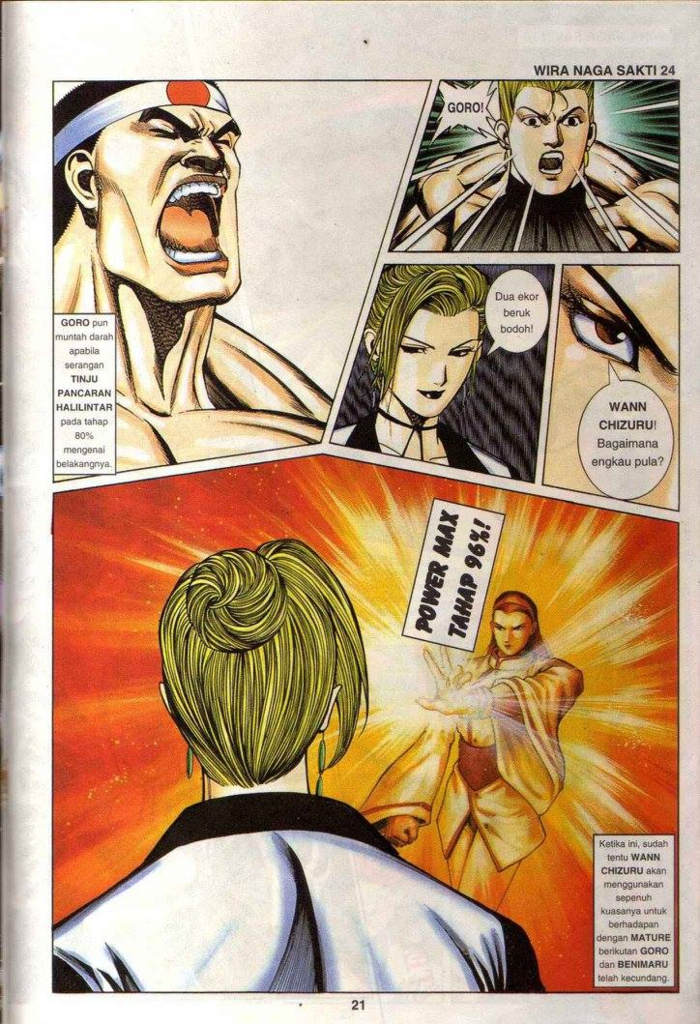 WIRA NAGA SAKTI 24
GORO pun
muntah darah
apabila
serangan
TINJU
PANCARAN
HALILINTAR
pada tahap
80%
mengenai
belakangnya.
GORO!
Dua ekor
beruk
bodoh!
WANN
CHIZURU!
Bagaimana
engkau pula?
POWER MAX
TAHAP 96%!
Ketika ini, sudah
tentu WANN
CHIZURU akan
menggunakan
sepenuh
kuasanya untuk
berhadapan
dengan MATURE
berikutan GORO
dan BENIMARU
telah kecundang.
21